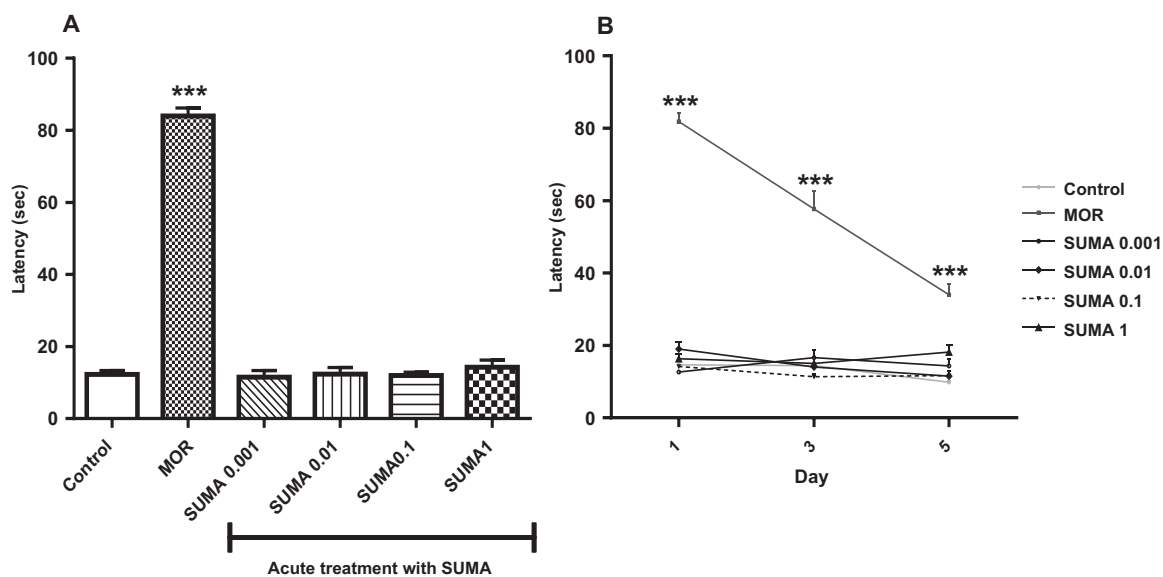 A
Latency (sec)
100
80
60
40
20
0
***
Control
MOR
SUMA 0.001
SUMA 0.01
SUMA0.1
SUMA1
Acute treatment with SUMA
B
Latency (sec)
100
80
60
40
20
0
***
***
***
1
3
5
Day
Control
MOR
SUMA 0.001
SUMA 0.01
SUMA 0.1
SUMA 1